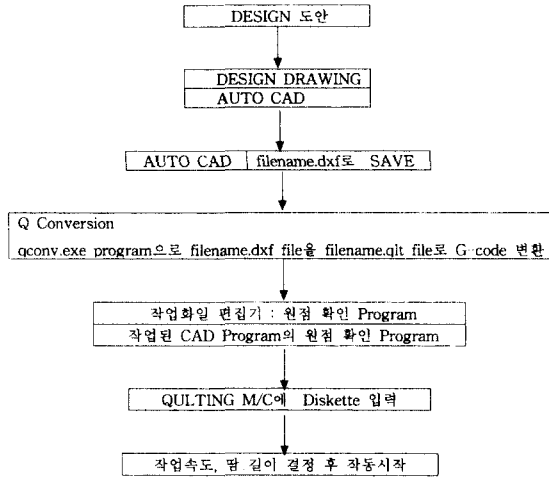 DESIGN 도안
DESIGN DRAWING
AUTO CAD
AUTO CAD filename.dxf로 SAVE
Q Conversion
qconv.exe program으로 filename.dxf file을 filename.qlt file로 G-code 변환
작업화일 편집기 : 원점 확인 Program
작업된 CAD Program의 원점 확인 Program
QULTING M/C에 Diskette 입력
작업속도, 땀 길이 결정 후 작동시작